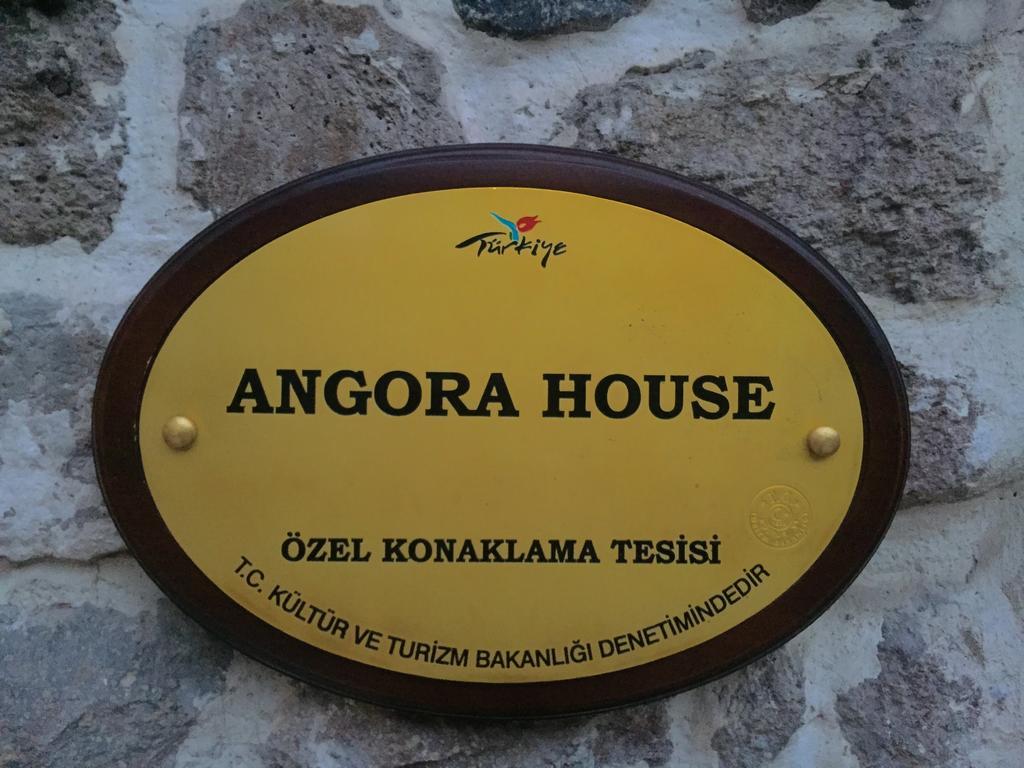 Türkiye
ANGORA HOUSE
ÖZEL KONAKLAMA TESİSİ
T.C. KÜLTÜR VE TURİZM BAKANLIĞI DENETİMİNDEDİR